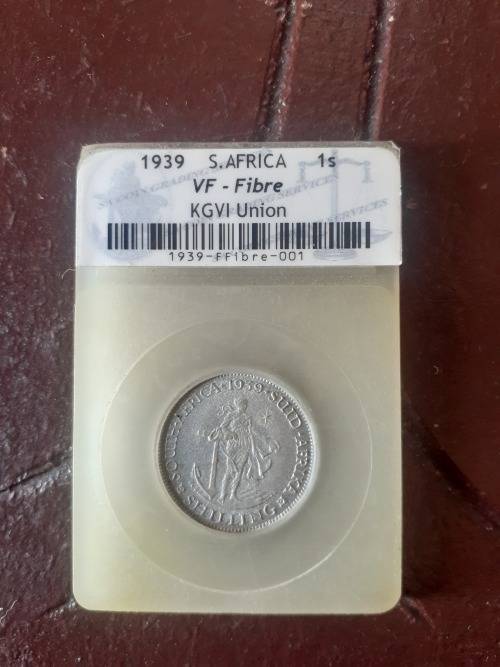 1939 S.AFRICA 1s
VF - Fibre
KGVI Union
1939-FFibre-001
SOUTH AFRICA · 1939 · SUID AFRIKA
SHILLING